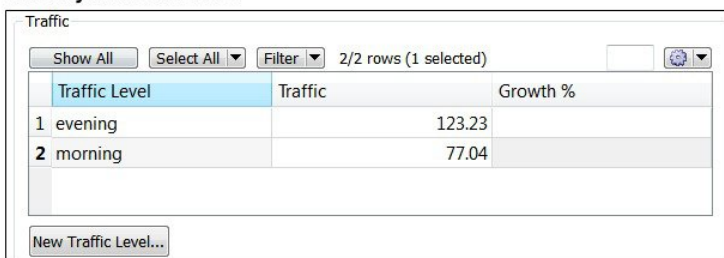 Traffic
Show All Select All Filter 2/2 rows (1 selected)
Traffic Level Traffic Growth %
1 evening 123.23
2 morning 77.04
New Traffic Level...